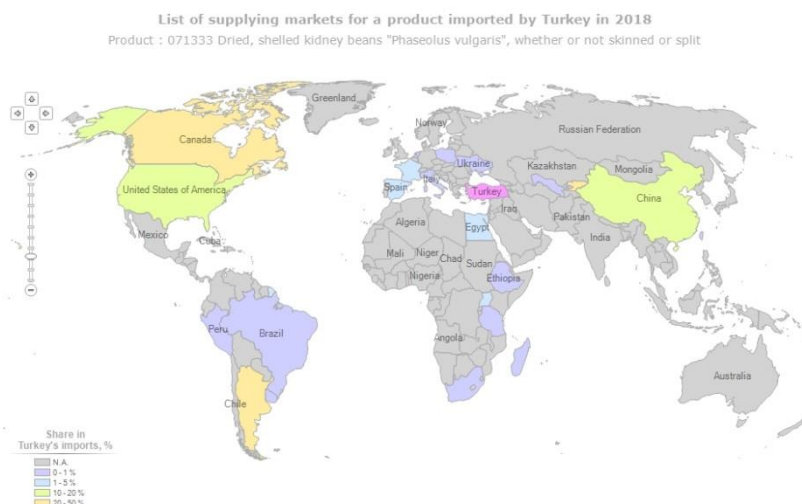 List of supplying markets for a product imported by Turkey in 2018
Product : 071333 Dried, shelled kidney beans "Phaseolus vulgaris", whether or not skinned or split
Greenland
Norway
Russian Federation
Canada
Ukraine
Kazakhstan
Mongolia
Italy
United States of America
Spain
Turkey
China
Iraq
Pakistan
Mexico
Cuba
Algeria
Egypt
India
Mali
Niger
Chad
Sudan
Nigeria
Ethiopia
Peru
Brazil
Angola
Australia
Chile
Share in
Turkey's imports, %
N.A.
0 - 1 %
1 - 5 %
10 - 20 %
20 - 50 %